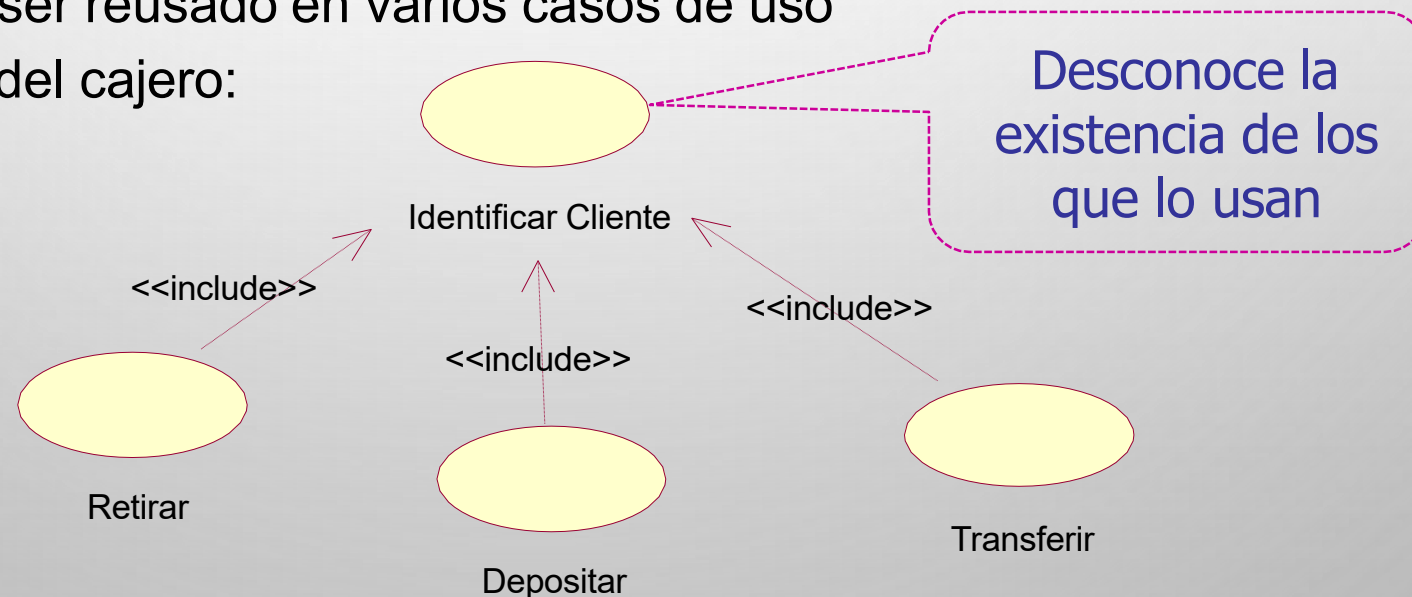 ser reusado en varios casos de uso
del cajero:
Desconoce la
existencia de los
que lo usan
Identificar Cliente
<<include>>
<<include>>
<<include>>
Retirar
Transferir
Depositar